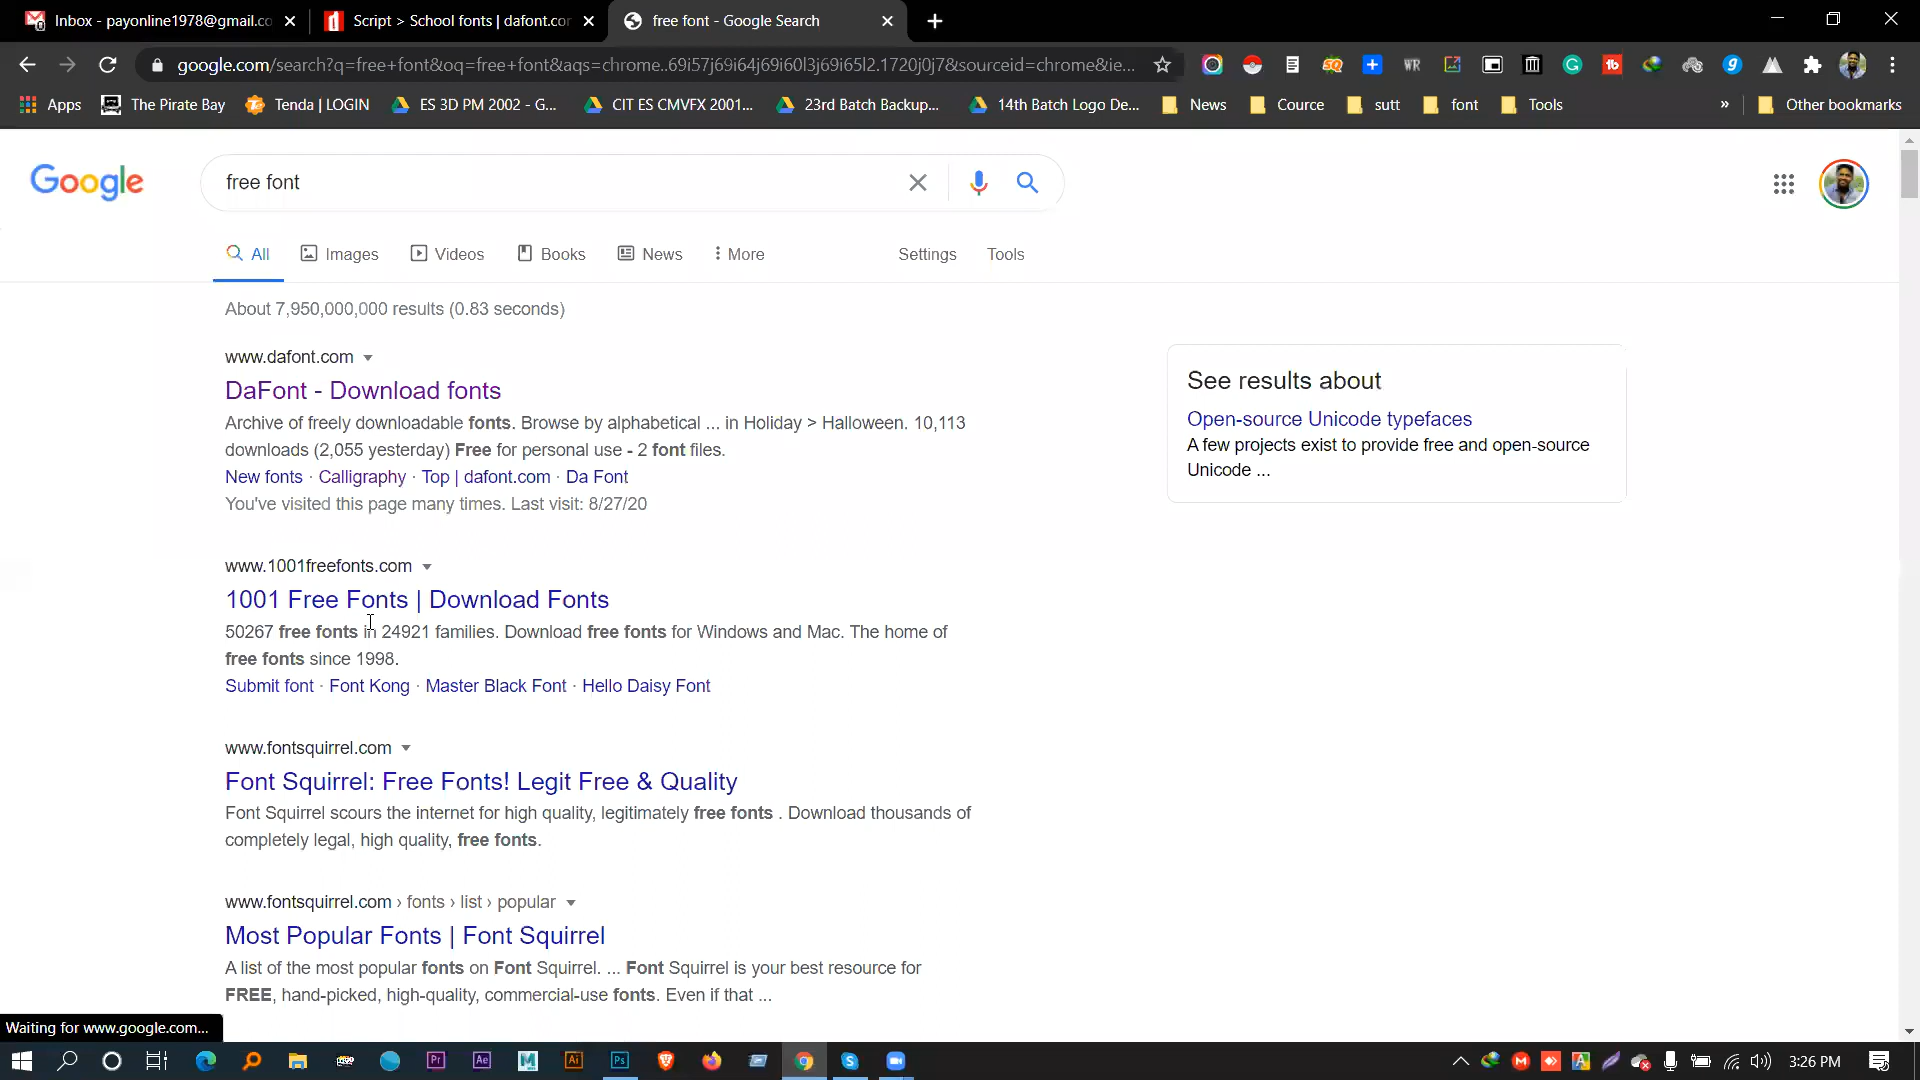 Inbox - payonline1978@gmail.co
Script > School fonts | dafont.cor
free font - Google Search
google.com/search?q=free+font&oq=free+font&aqs=chrome..69i57j69i64j69i60l3j69i65l2.1720j0j7&sourceid=chrome&ie...
Apps
The Pirate Bay
Tenda | LOGIN
ES 3D PM 2002 - G...
CIT ES CMVFX 2001...
23rd Batch Backup...
14th Batch Logo De...
News
Cource
sutt
font
Tools
»
Other bookmarks
Google
free font
All
Images
Videos
Books
News
More
Settings
Tools
About 7,950,000,000 results (0.83 seconds)
www.dafont.com
DaFont - Download fonts
Archive of freely downloadable fonts. Browse by alphabetical ... in Holiday > Halloween. 10,113
downloads (2,055 yesterday) Free for personal use - 2 font files.
New fonts · Calligraphy · Top | dafont.com · Da Font
You've visited this page many times. Last visit: 8/27/20
See results about
Open-source Unicode typefaces
A few projects exist to provide free and open-source
Unicode ...
www.1001freefonts.com
1001 Free Fonts | Download Fonts
50267 free fonts in 24921 families. Download free fonts for Windows and Mac. The home of
free fonts since 1998.
Submit font · Font Kong · Master Black Font · Hello Daisy Font
www.fontsquirrel.com
Font Squirrel: Free Fonts! Legit Free & Quality
Font Squirrel scours the internet for high quality, legitimately free fonts . Download thousands of
completely legal, high quality, free fonts.
www.fontsquirrel.com › fonts › list › popular
Most Popular Fonts | Font Squirrel
A list of the most popular fonts on Font Squirrel. ... Font Squirrel is your best resource for
FREE, hand-picked, high-quality, commercial-use fonts. Even if that ...
Waiting for www.google.com...
Pr
Ae
M
Ai
Ps
3:26 PM